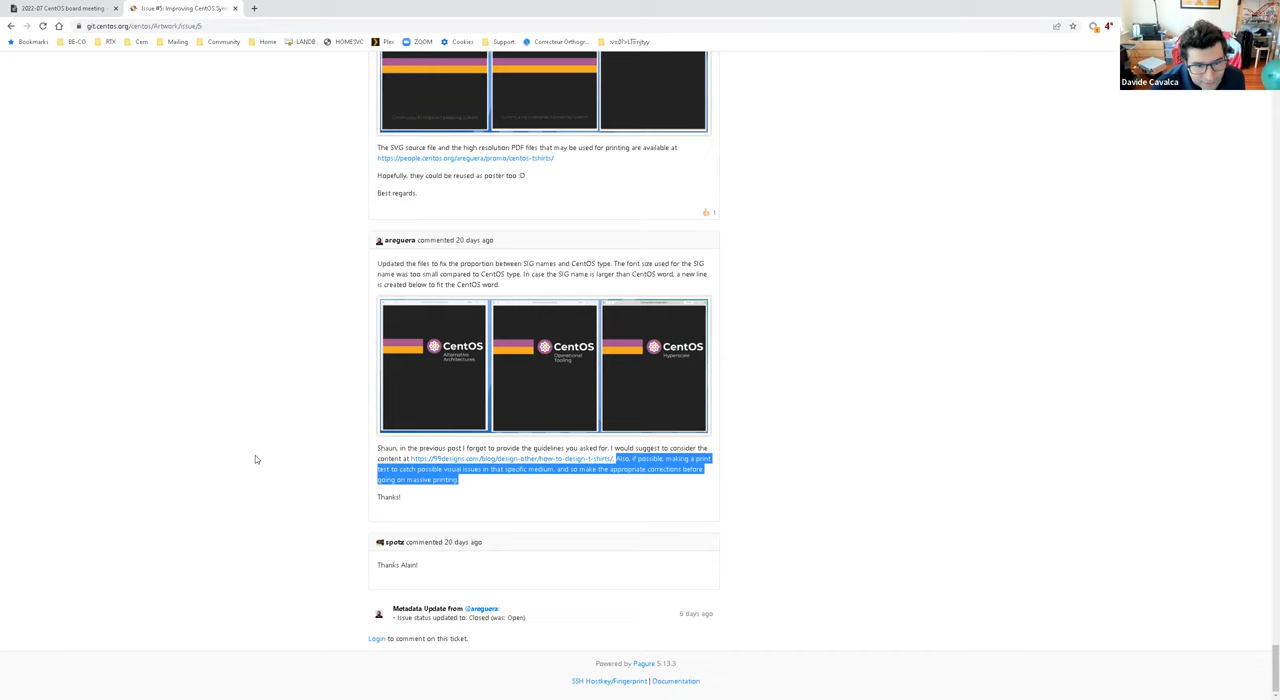 2022-07 CentOS board meeting
Issue #5: Improving CentOS Syn
git.centos.org/centos/Artwork/issue/5
Bookmarks
BE-CO
RTX
Cern
Mailing
Community
Home
LANDB
HOMESVC
Plex
ZOOM
Cookies
Support
Correcteur Orthogr...
Davide Cavalca
The SVG source file and the high resolution PDF files that may be used for printing are available at
https://people.centos.org/areguera/promo/centos-tshirts/
Hopefully, they could be reused as poster too :D
Best regards.
1
areguera commented 20 days ago
Updated the files to fix the proportion between SIG names and CentOS type. The font size used for the SIG
name was too small compared to CentOS type. In case the SIG name is larger than CentOS word, a new line
is created below to fit the CentOS word.
CentOS
Alternative
Architectures
CentOS
Operational
Tooling
CentOS
Hyperscale
Shaun, in the previous post I forgot to provide the guidelines you asked for. I would suggest to consider the
content at https://99designs.com/blog/design-other/how-to-design-t-shirts/. Also, if possible, making a print
test to catch possible visual issues in that specific medium, and so make the appropriate corrections before
going on massive printing.
Thanks!
spotz commented 20 days ago
Thanks Alain!
Metadata Update from @areguera:
- Issue status updated to: Closed (was: Open)
6 days ago
Login to comment on this ticket.
Powered by Pagure 5.13.3
SSH Hostkey/Fingerprint | Documentation